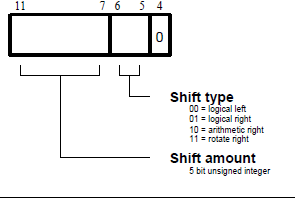 11 7 6 5 4
0
Shift type
00 = logical left
01 = logical right
10 = arithmetic right
11 = rotate right
Shift amount
5 bit unsigned integer